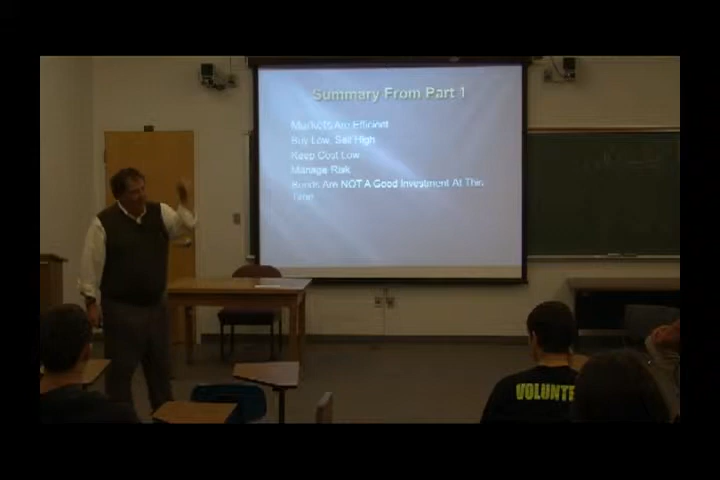 Summary From Part 1
Markets Are Efficient
Buy Low, Sell High
Keep Cost Low
Manage Risk
Bonds Are NOT A Good Investment At This
Time
VOLUNTE